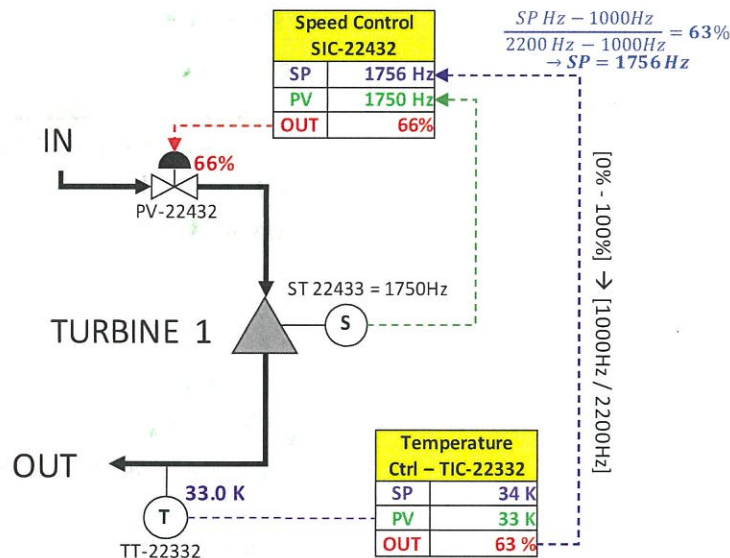 Speed Control
SIC-22432
SP 1756 Hz
PV 1750 Hz
OUT 66%
SP Hz − 1000Hz
2200 Hz − 1000Hz
= 63%
→ SP = 1756 Hz
IN
66%
PV-22432
[0% - 100%] → [1000Hz / 2200Hz]
ST 22433 = 1750Hz
S
TURBINE 1
OUT
33.0 K
T
TT-22332
Temperature
Ctrl – TIC-22332
SP 34 K
PV 33 K
OUT 63 %